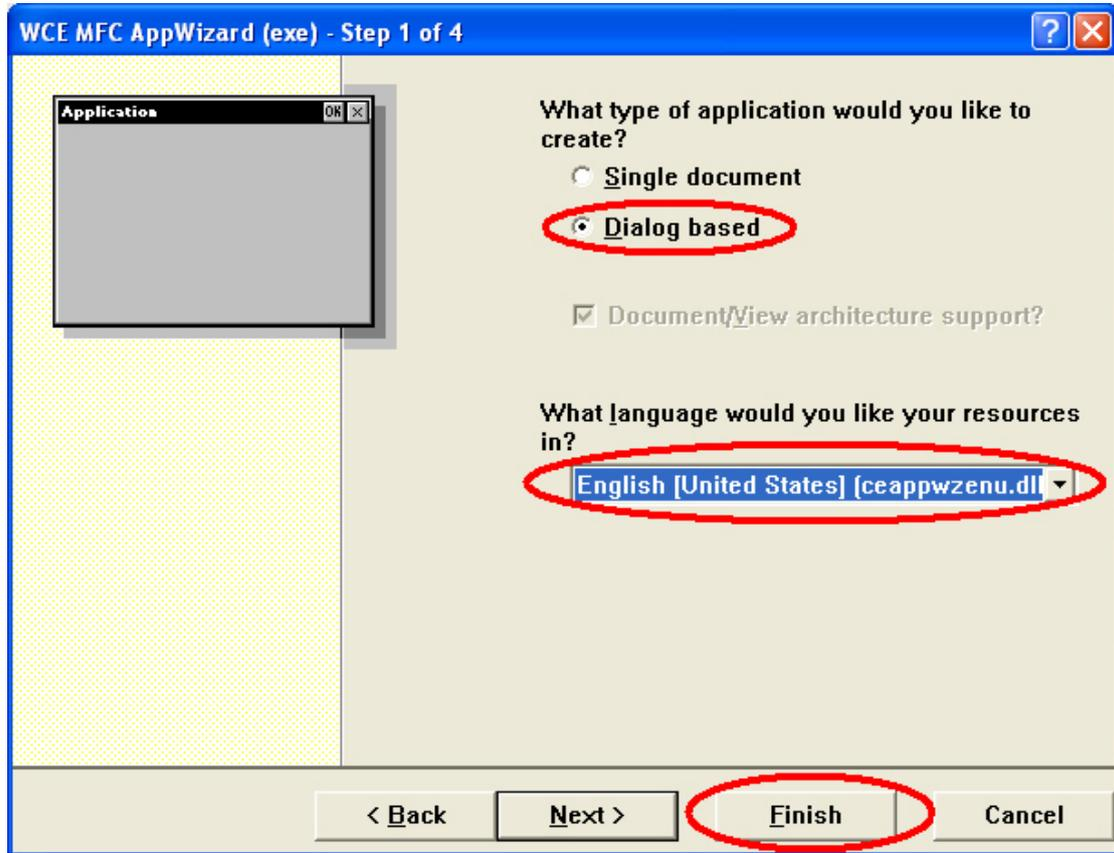 WCE MFC AppWizard (exe) - Step 1 of 4
Application
OK
What type of application would you like to
create?
Single document
Dialog based
Document/View architecture support?
What language would you like your resources
in?
English [United States] (ceappwzenu.dll
< Back
Next >
Finish
Cancel